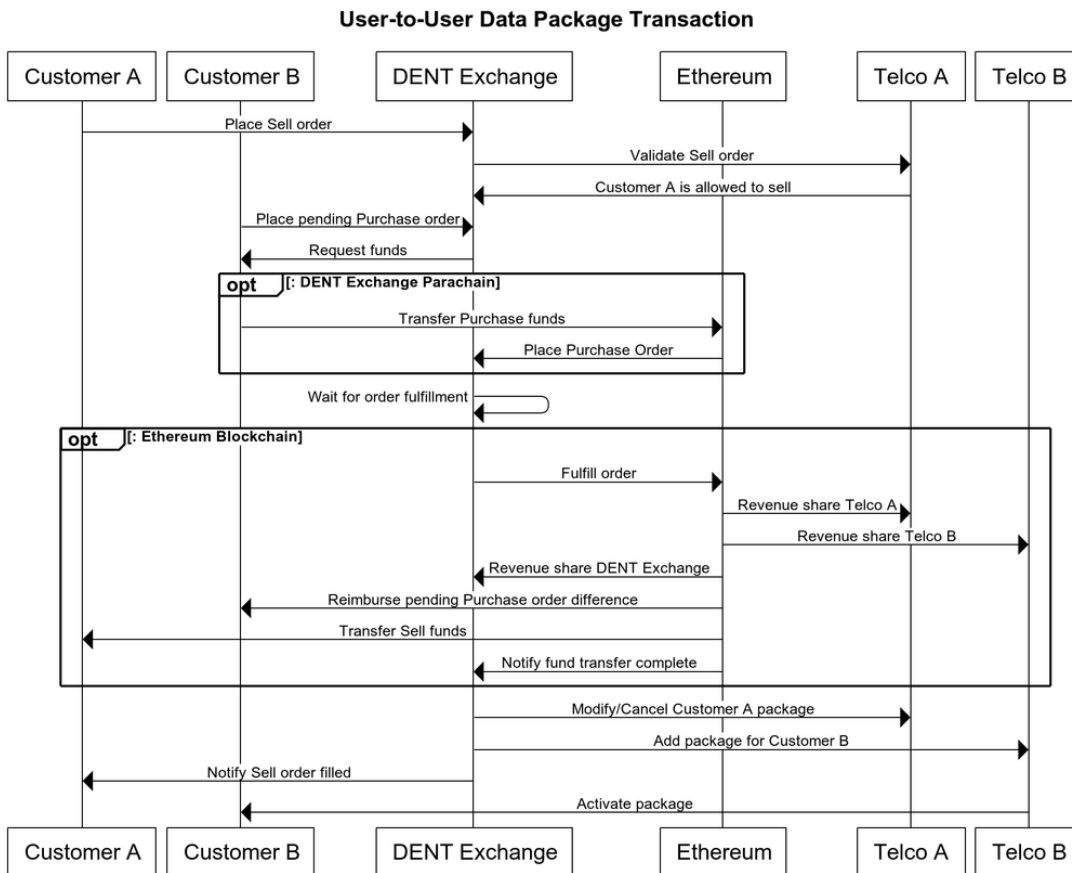 User-to-User Data Package Transaction
Customer A Customer B DENT Exchange Ethereum Telco A Telco B
Place Sell order
Validate Sell order
Customer A is allowed to sell
Place pending Purchase order
Request funds
opt [: DENT Exchange Parachain]
Transfer Purchase funds
Place Purchase Order
Wait for order fulfillment
opt [: Ethereum Blockchain]
Fulfill order
Revenue share Telco A
Revenue share Telco B
Revenue share DENT Exchange
Reimburse pending Purchase order difference
Transfer Sell funds
Notify fund transfer complete
Modify/Cancel Customer A package
Add package for Customer B
Notify Sell order filled
Activate package
Customer A Customer B DENT Exchange Ethereum Telco A Telco B